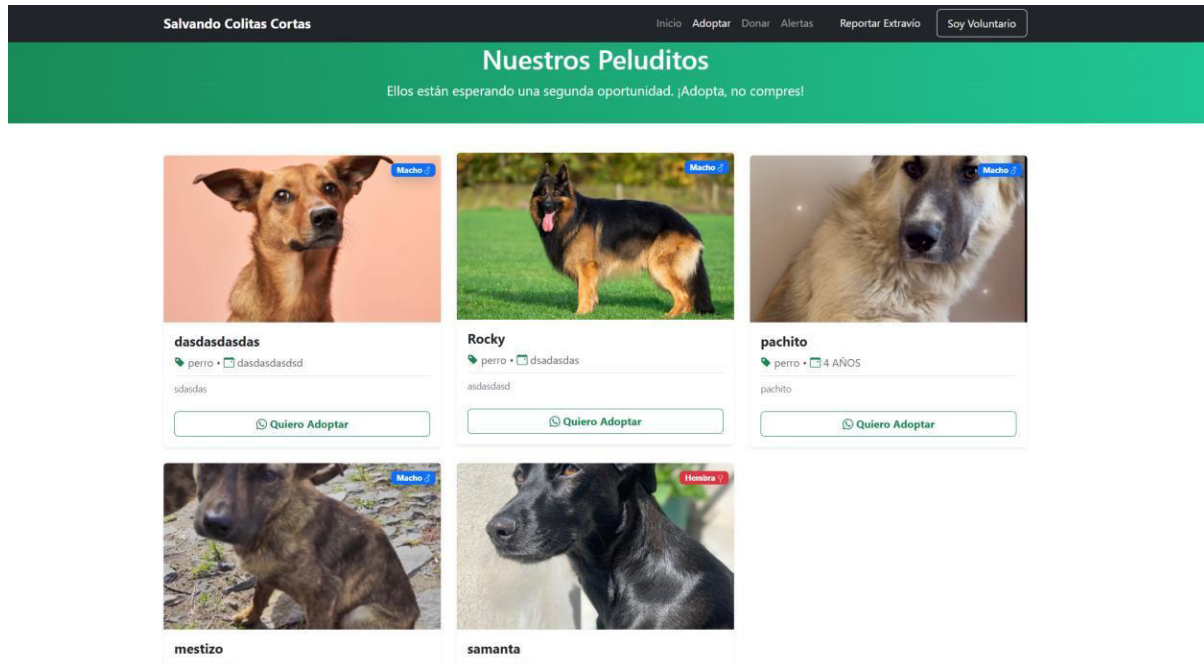 Salvando Colitas Cortas
Inicio Adoptar Donar Alertas Reportar Extravío Soy Voluntario
Nuestros Peluditos
Ellos están esperando una segunda oportunidad. ¡Adopta, no compres!
Macho ♂
dasdasdasdas
perro • dasdasdasdsd
sdasdas
Quiero Adoptar
Macho ♂
Rocky
perro • dsadasdas
asdasdasd
Quiero Adoptar
Macho ♂
pachito
perro • 4 AÑOS
pachito
Quiero Adoptar
Macho ♂
mestizo
Hembra ♀
samanta